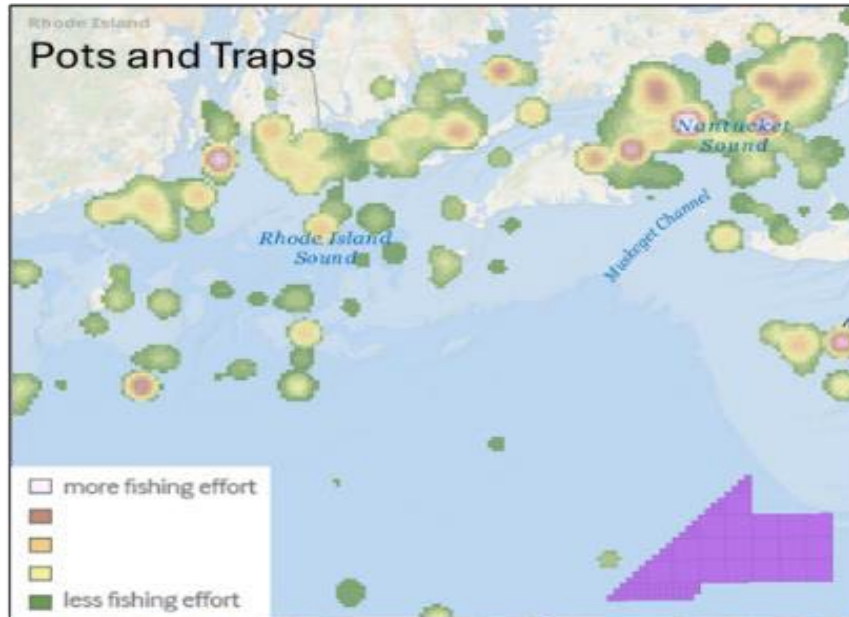 Rhode Island
Pots and Traps
Nantucket
Sound
Muskeget Channel
Rhode Island
Sound
more fishing effort
less fishing effort